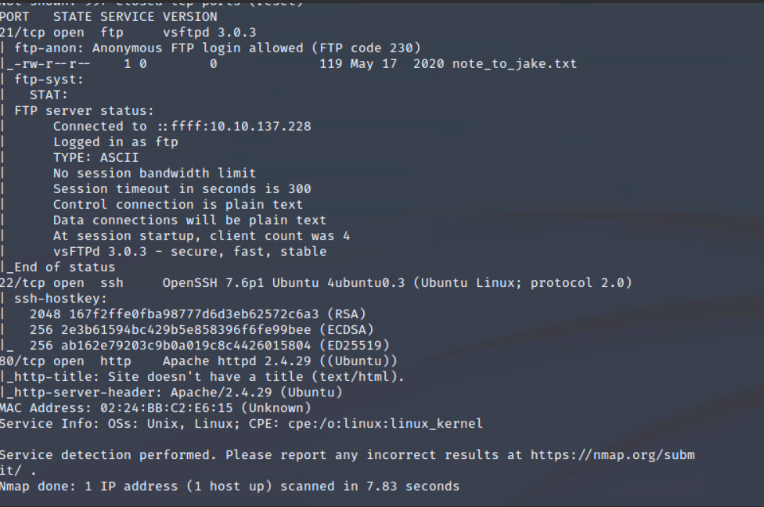 Not shown: 997 closed tcp ports (reset)
PORT   STATE SERVICE VERSION
21/tcp open  ftp     vsftpd 3.0.3
| ftp-anon: Anonymous FTP login allowed (FTP code 230)
|_-rw-r--r--    1 0        0             119 May 17  2020 note_to_jake.txt
| ftp-syst:
|   STAT:
| FTP server status:
|      Connected to ::ffff:10.10.137.228
|      Logged in as ftp
|      TYPE: ASCII
|      No session bandwidth limit
|      Session timeout in seconds is 300
|      Control connection is plain text
|      Data connections will be plain text
|      At session startup, client count was 4
|      vsFTPd 3.0.3 - secure, fast, stable
|_End of status
22/tcp open  ssh     OpenSSH 7.6p1 Ubuntu 4ubuntu0.3 (Ubuntu Linux; protocol 2.0)
| ssh-hostkey:
|   2048 167f2ffe0fba98777d6d3eb62572c6a3 (RSA)
|   256 2e3b61594bc429b5e858396f6fe99bee (ECDSA)
|_  256 ab162e79203c9b0a019c8c4426015804 (ED25519)
80/tcp open  http    Apache httpd 2.4.29 ((Ubuntu))
|_http-title: Site doesn't have a title (text/html).
|_http-server-header: Apache/2.4.29 (Ubuntu)
MAC Address: 02:24:BB:C2:E6:15 (Unknown)
Service Info: OSs: Unix, Linux; CPE: cpe:/o:linux:linux_kernel
Service detection performed. Please report any incorrect results at https://nmap.org/subm
it/ .
Nmap done: 1 IP address (1 host up) scanned in 7.83 seconds